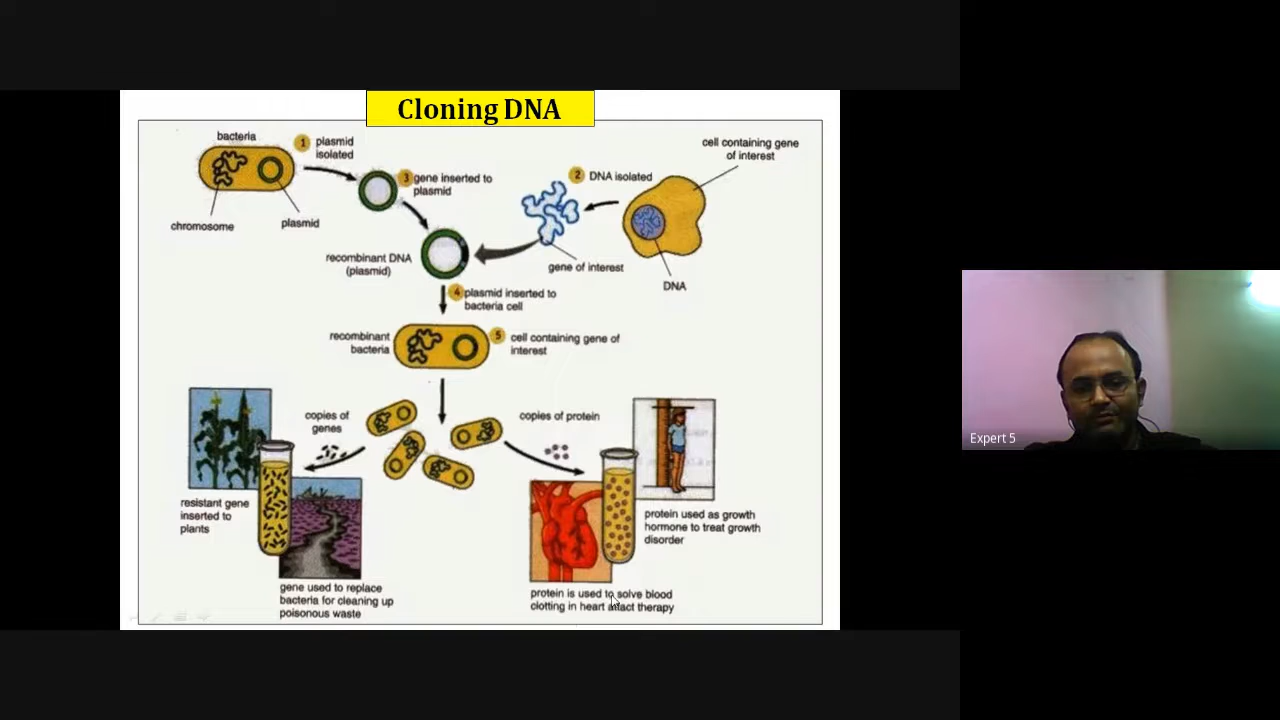 Cloning DNA
bacteria
1 plasmid
isolated
chromosome
plasmid
3 gene inserted to
plasmid
2 DNA isolated
cell containing gene
of interest
recombinant DNA
(plasmid)
gene of interest
DNA
4 plasmid inserted to
bacteria cell
recombinant
bacteria
5 cell containing gene of
interest
copies of
genes
copies of protein
resistant gene
inserted to
plants
gene used to replace
bacteria for cleaning up
poisonous waste
protein used as growth
hormone to treat growth
disorder
protein is used to solve blood
clotting in heart attact therapy
Expert 5